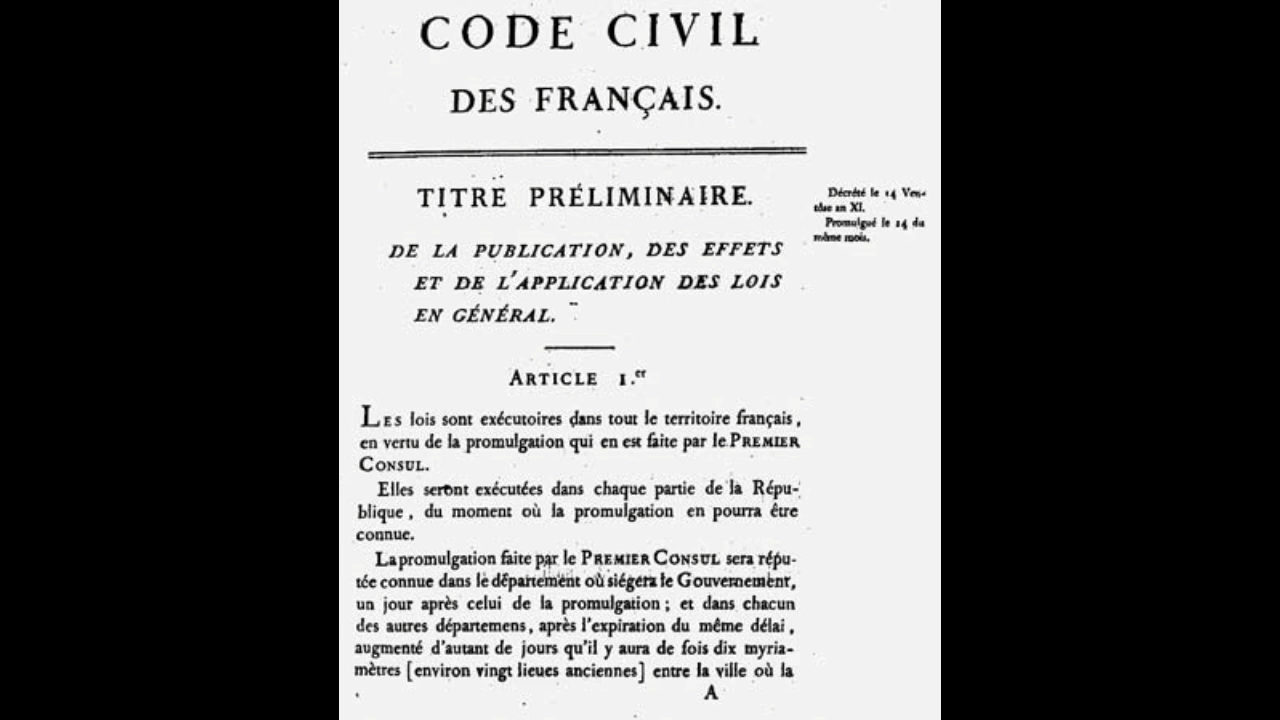 CODE CIVIL
DES FRANÇAIS.
TITRE PRÉLIMINAIRE.
Décrété le 14 Ven-
tôse an XI.
Promulgué le 24 du
même mois.
DE LA PUBLICATION, DES EFFETS
ET DE L'APPLICATION DES LOIS
EN GÉNÉRAL.
ARTICLE 1.er
LES lois sont exécutoires dans tout le territoire français,
en vertu de la promulgation qui en est faite par le PREMIER
CONSUL.
Elles seront exécutées dans chaque partie de la Répu-
blique, du moment où la promulgation en pourra être
connue.
La promulgation faite par le PREMIER CONSUL sera répu-
tée connue dans le département où siégera le Gouvernement,
un jour après celui de la promulgation; et dans chacun
des autres départemens, après l'expiration du même délai,
augmenté d'autant de jours qu'il y aura de fois dix myria-
mètres [environ vingt lieues anciennes] entre la ville où la
A